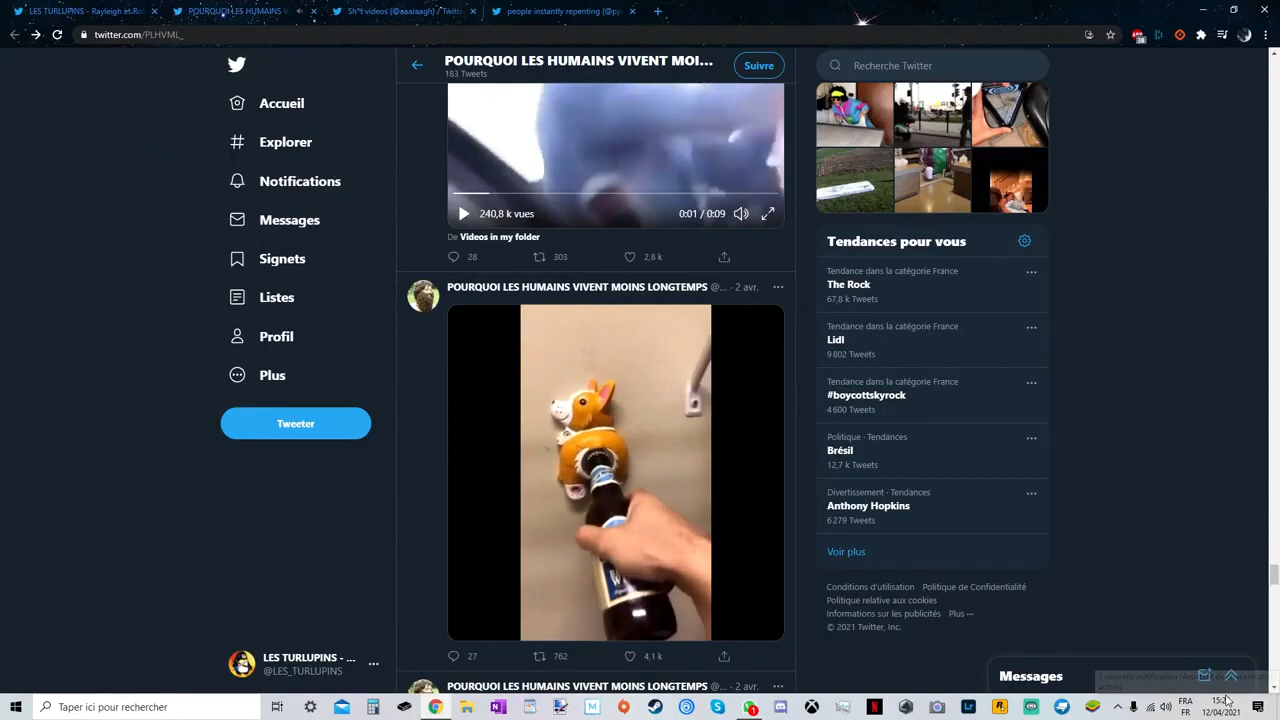 LES TURLUPINS - Rayleigh et
POURQUOI LES HUMAINS V
Sh*t videos (@aaaraagh) / Twitte
people instantly repenting (@pp
twitter.com/PLHVML_
38
POURQUOI LES HUMAINS VIVENT MOI...
183 Tweets
Suivre
Recherche Twitter
Accueil
Explorer
Notifications
Messages
Signets
Listes
Profil
Plus
Tweeter
240,8 k vues
0:01 / 0:09
De Videos in my folder
28
303
2,8 k
POURQUOI LES HUMAINS VIVENT MOINS LONGTEMPS @... · 2 avr.
27
762
4,1 k
POURQUOI LES HUMAINS VIVENT MOINS LONGTEMPS @... · 2 avr.
Tendances pour vous
Tendance dans la catégorie France
The Rock
67,8 k Tweets
Tendance dans la catégorie France
Lidl
9 802 Tweets
Tendance dans la catégorie France
#boycottskyrock
4 600 Tweets
Politique · Tendances
Brésil
12,7 k Tweets
Divertissement · Tendances
Anthony Hopkins
6 279 Tweets
Voir plus
Conditions d'utilisation Politique de Confidentialité
Politique relative aux cookies
Informations sur les publicités Plus ···
© 2021 Twitter, Inc.
LES TURLUPINS - ...
@LES_TURLUPINS
Messages
1 nouvelle notification
Taper ici pour rechercher
FRA
FR
12/04/2021